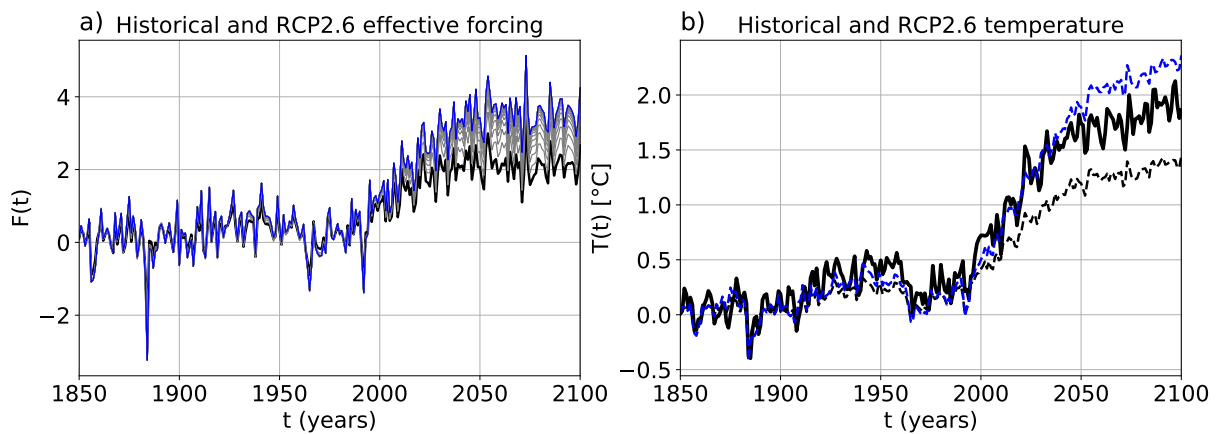 a) Historical and RCP2.6 effective forcing
F(t)
4
2
0
−2
1850 1900 1950 2000 2050 2100
t (years)
b) Historical and RCP2.6 temperature
T(t) [°C]
2.0
1.5
1.0
0.5
0.0
−0.5
1850 1900 1950 2000 2050 2100
t (years)